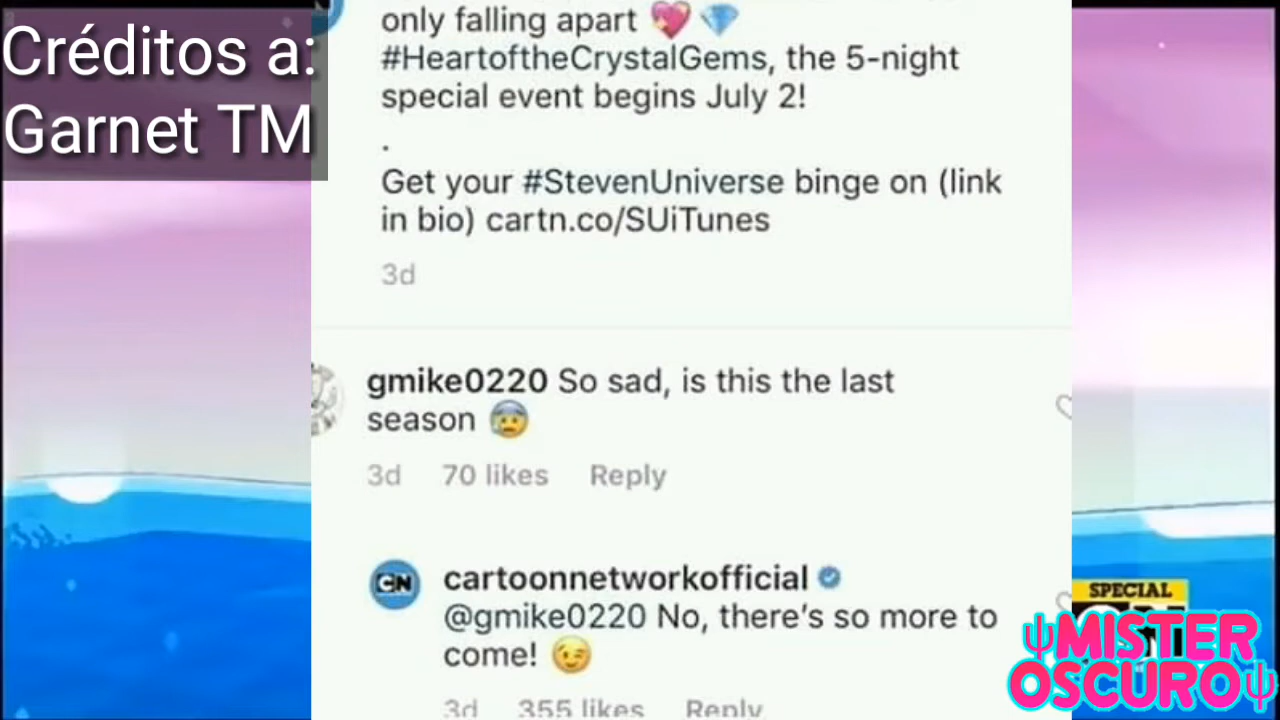 Créditos a:
Garnet TM
only falling apart 💖💎
#HeartoftheCrystalGems, the 5-night
special event begins July 2!
.
Get your #StevenUniverse binge on (link
in bio) cartn.co/SUiTunes
3d
gmike0220 So sad, is this the last
season 😰
3d 70 likes Reply
CN cartoonnetworkofficial
@gmike0220 No, there's so more to
come! 😉
3d 355 likes Reply
SPECIAL
MISTER
OSCURO